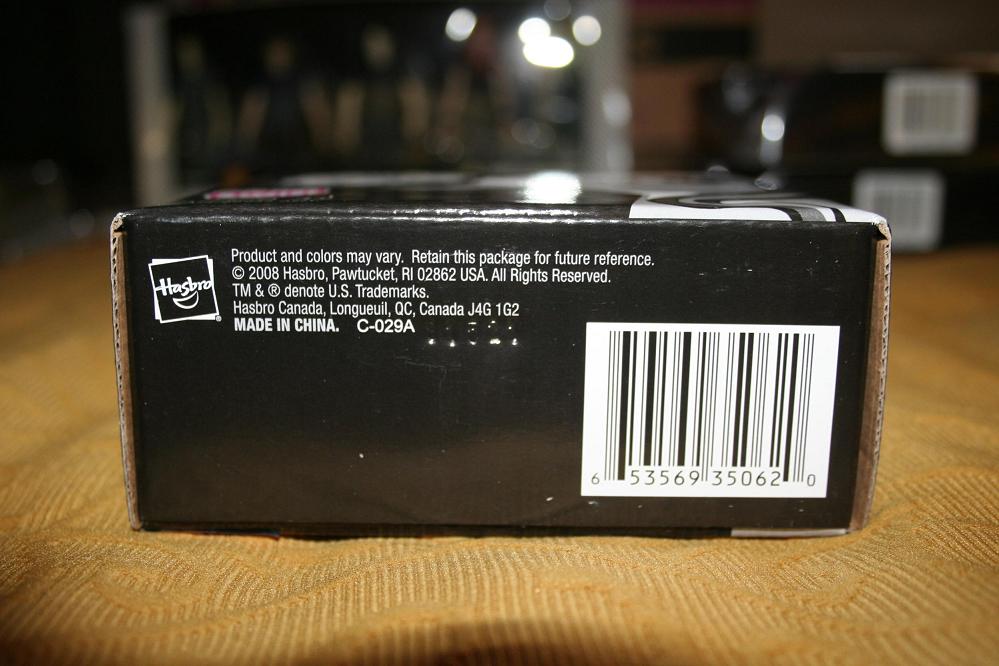 Hasbro
Product and colors may vary. Retain this package for future reference.
© 2008 Hasbro, Pawtucket, RI 02862 USA. All Rights Reserved.
TM & ® denote U.S. Trademarks.
Hasbro Canada, Longueuil, QC, Canada J4G 1G2
MADE IN CHINA. C-029A
6 53569 35062 0